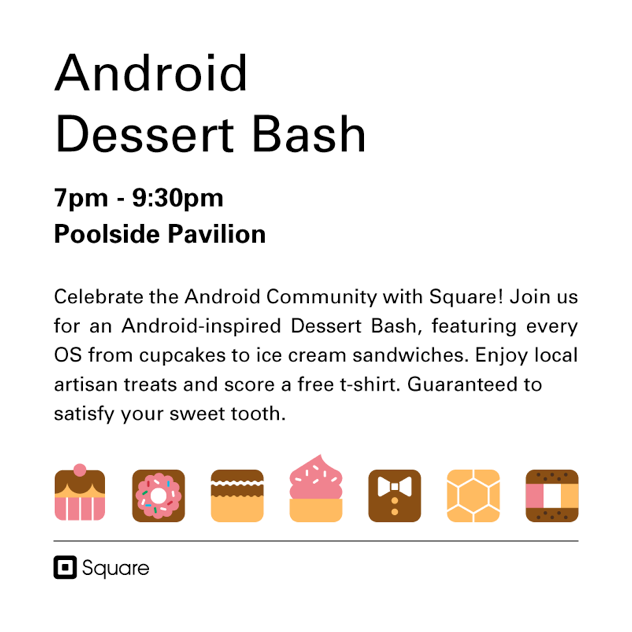 Android
Dessert Bash
7pm - 9:30pm
Poolside Pavilion
Celebrate the Android Community with Square! Join us
for an Android-inspired Dessert Bash, featuring every
OS from cupcakes to ice cream sandwiches. Enjoy local
artisan treats and score a free t-shirt. Guaranteed to
satisfy your sweet tooth.
Square